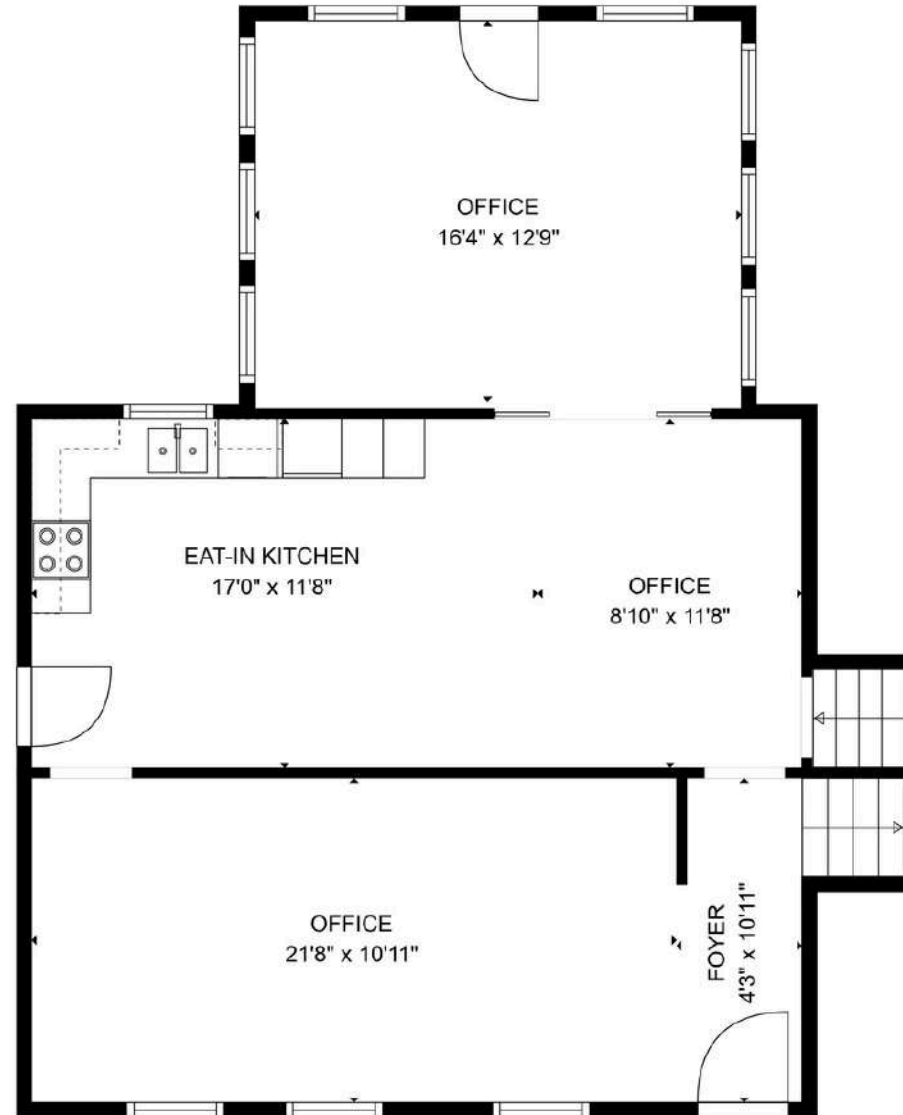 OFFICE
16'4" x 12'9"
EAT-IN KITCHEN
17'0" x 11'8"
OFFICE
8'10" x 11'8"
OFFICE
21'8" x 10'11"
FOYER
4'3" x 10'11"